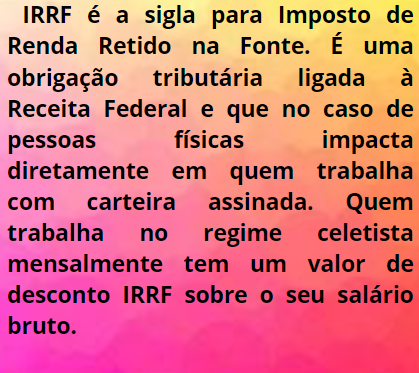 IRRF é a sigla para Imposto de
Renda Retido na Fonte. É uma
obrigação tributária ligada à
Receita Federal e que no caso de
pessoas físicas impacta
diretamente em quem trabalha
com carteira assinada. Quem
trabalha no regime celetista
mensalmente tem um valor de
desconto IRRF sobre o seu salário
bruto.